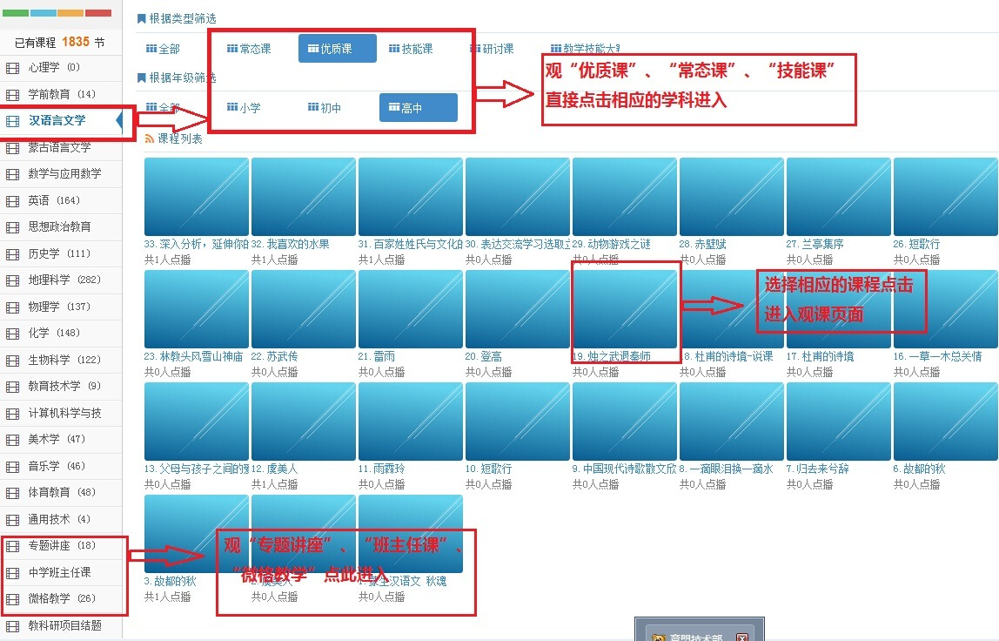 已有课程 1835 节
心理学 (0)
学前教育 (14)
汉语言文学
蒙古语言文学
数学与应用数学
英语 (164)
思想政治教育
历史学 (111)
地理科学 (282)
物理学 (137)
化学 (148)
生物科学 (122)
教育技术学 (9)
计算机科学与技
美术学 (47)
音乐学 (46)
体育教育 (48)
通用技术 (4)
专题讲座 (18)
中学班主任课
微格教学 (26)
教科研项目结题
根据类型筛选
全部 常态课 优质课 技能课 研讨课 教学技能大
根据年级筛选
全部 小学 初中 高中
观“优质课”、“常态课”、“技能课”
直接点击相应的学科进入
课程列表
33. 深入分析，延伸你的 32. 我喜欢的水果 31. 百家姓姓氏与文化的 30. 表达交流学习选取立 29. 动物游戏之谜 28. 赤壁赋 27. 兰亭集序 26. 短歌行
共1人点播 共1人点播 共1人点播 共0人点播 共0人点播 共0人点播 共0人点播 共0人点播
选择相应的课程点击
进入观课页面
23. 林教头风雪山神庙 22. 苏武传 21. 雷雨 20. 登高 19. 烛之武退秦师 18. 杜甫的诗境-说课 17. 杜甫的诗境 16. 一草一木总关情
共0人点播 共0人点播 共0人点播 共0人点播 共0人点播 共0人点播 共0人点播 共0人点播
13. 父母与孩子之间的爱 12. 虞美人 11. 雨霖铃 10. 短歌行 9. 中国现代诗歌散文欣 8. 一滴眼泪换一滴水 7. 归去来兮辞 6. 故都的秋
共0人点播 共1人点播 共0人点播 共0人点播 共0人点播 共0人点播 共0人点播 共0人点播
观“专题讲座”、“班主任课”、
“微格教学”点此进入
3. 故都的秋 2. 虞美人 1. 蒙生汉语文 秋魂
共1人点播 共0人点播 共0人点播